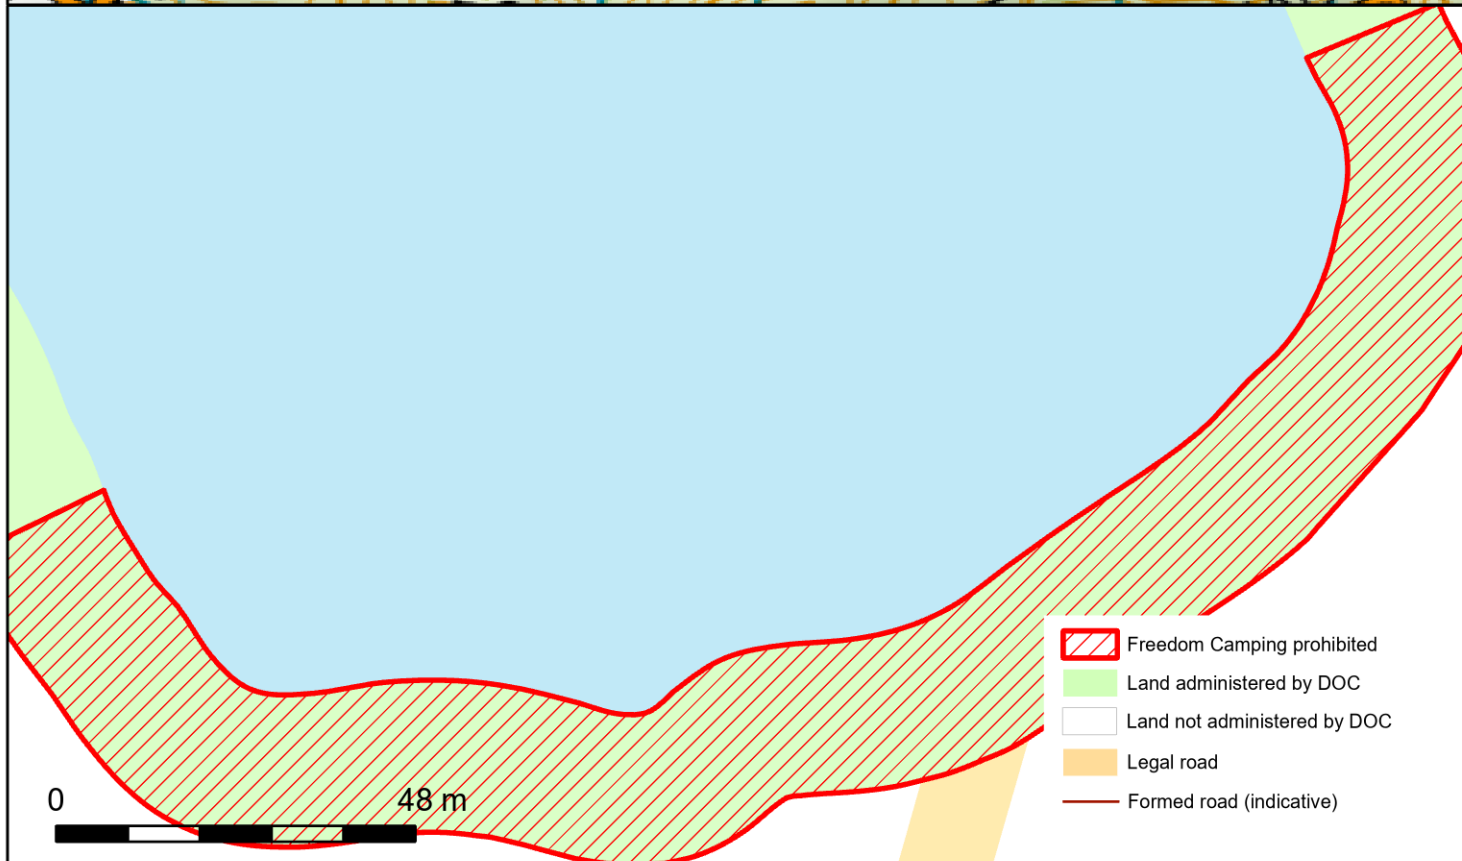 Freedom Camping prohibited
Land administered by DOC
Land not administered by DOC
Legal road
Formed road (indicative)
0 48 m